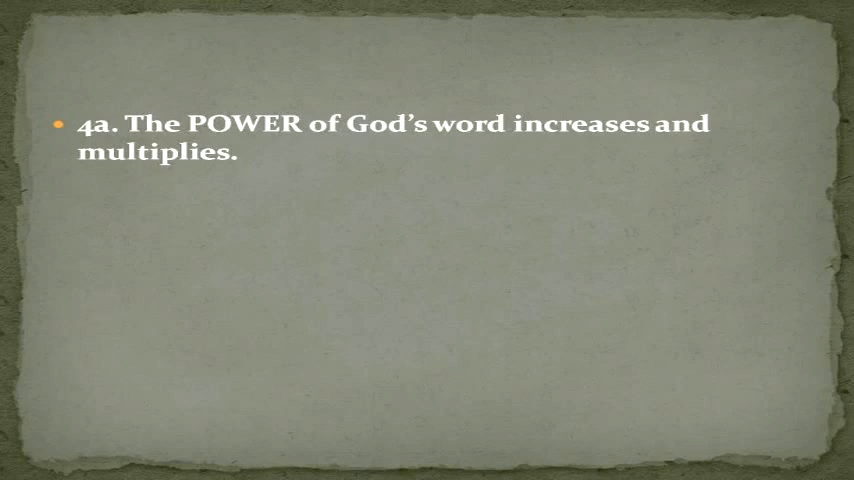 • 4a. The POWER of God's word increases and
multiplies.